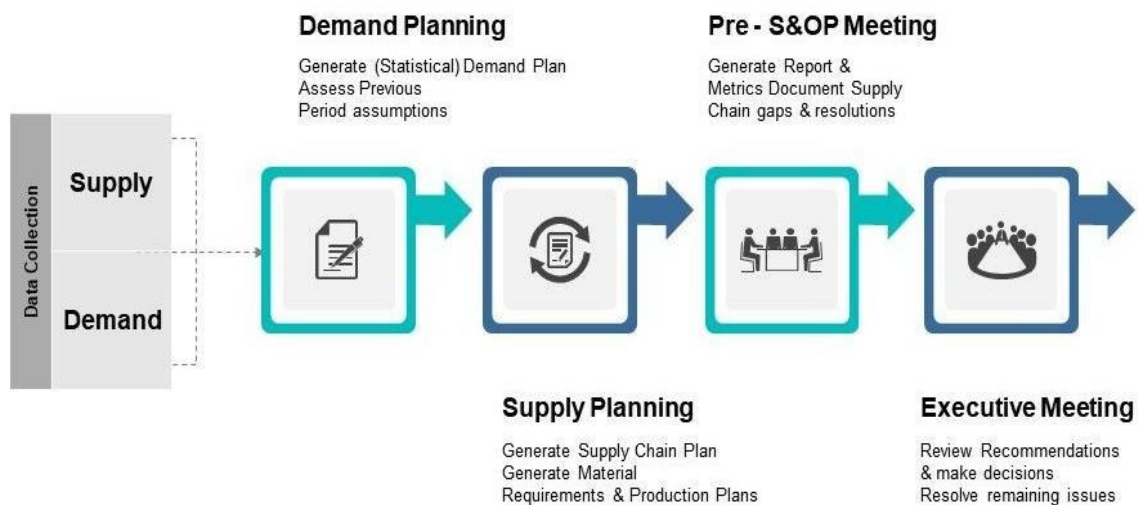 Demand Planning
Generate (Statistical) Demand Plan
Assess Previous
Period assumptions
Pre - S&OP Meeting
Generate Report &
Metrics Document Supply
Chain gaps & resolutions
Data Collection
Supply
Demand
Supply Planning
Generate Supply Chain Plan
Generate Material
Requirements & Production Plans
Executive Meeting
Review Recommendations
& make decisions
Resolve remaining issues